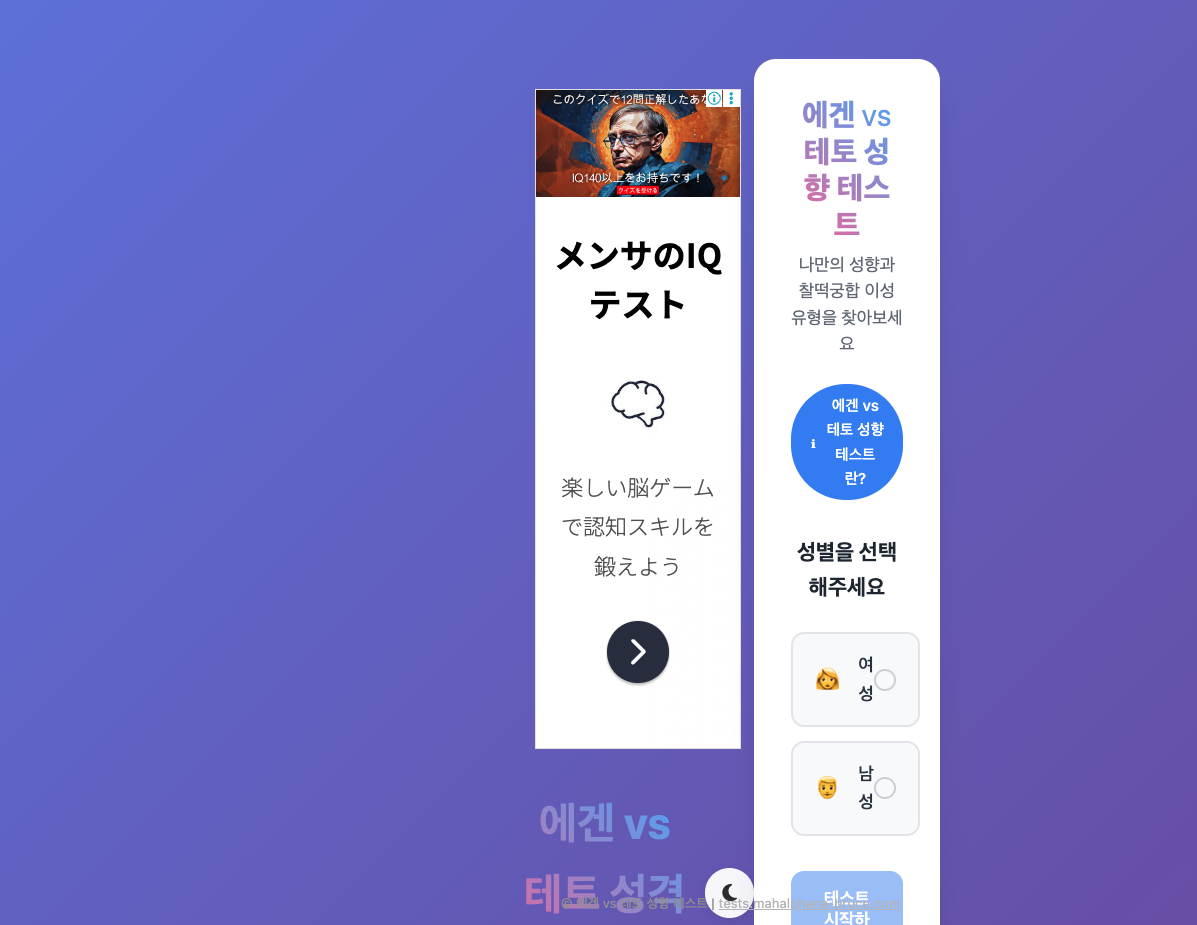 このクイズで12問正解したあな
IQ140以上をお持ちです！
クイズを受ける
メンサのIQ
テスト
楽しい脳ゲーム
で認知スキルを
鍛えよう
에겐 vs
테토 성격
에겐 vs
테토 성
향 테스
트
나만의 성향과
찰떡궁합 이성
유형을 찾아보세
요
에겐 vs
테토 성향
테스트
란?
성별을 선택
해주세요
여
성
남
성
테스트
시작하
© 에겐 vs 테토 성향 테스트 | tests.mahalohana